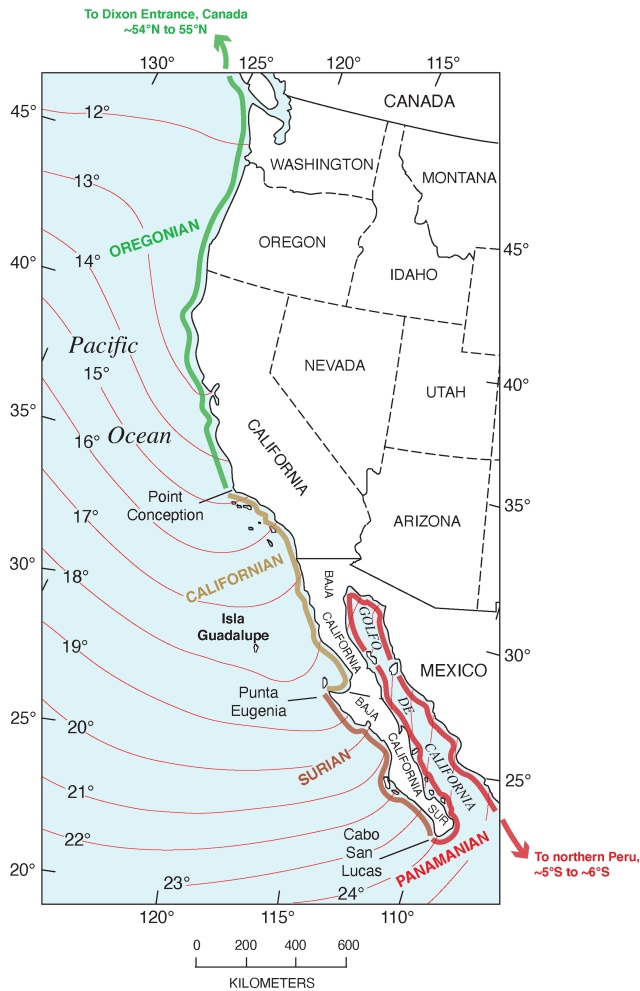 To Dixon Entrance, Canada
~54°N to 55°N
130°
125°
120°
115°
CANADA
45°
12°
WASHINGTON
MONTANA
13°
OREGONIAN
OREGON
45°
40°
14°
IDAHO
Pacific
NEVADA
15°
40°
UTAH
35°
16°
Ocean
CALIFORNIA
Point
Conception
35°
17°
ARIZONA
30°
18°
CALIFORNIAN
BAJA
CALIFORNIA
GOLFO
DE
CALIFORNIA
Isla
Guadalupe
19°
30°
MEXICO
Punta
Eugenia
BAJA
CALIFORNIA
SUR
25°
20°
SURIAN
25°
21°
22°
Cabo
San
Lucas
PANAMANIAN
To northern Peru,
~5°S to ~6°S
20°
23°
24°
120°
115°
110°
0
200
400
600
KILOMETERS